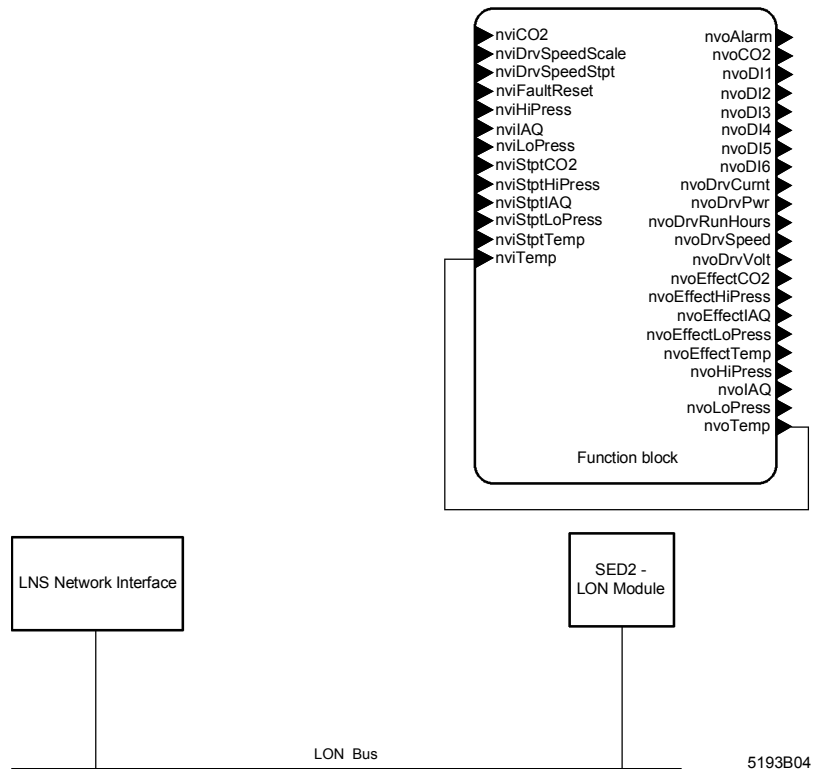 nviCO2
nviDrvSpeedScale
nviDrvSpeedStpt
nviFaultReset
nviHiPress
nviIAQ
nviLoPress
nviStptCO2
nviStptHiPress
nviStptIAQ
nviStptLoPress
nviStptTemp
nviTemp
nvoAlarm
nvoCO2
nvoDI1
nvoDI2
nvoDI3
nvoDI4
nvoDI5
nvoDI6
nvoDrvCurnt
nvoDrvPwr
nvoDrvRunHours
nvoDrvSpeed
nvoDrvVolt
nvoEffectCO2
nvoEffectHiPress
nvoEffectIAQ
nvoEffectLoPress
nvoEffectTemp
nvoHiPress
nvoIAQ
nvoLoPress
nvoTemp
Function block
LNS Network Interface
SED2 -
LON Module
LON Bus
5193B04